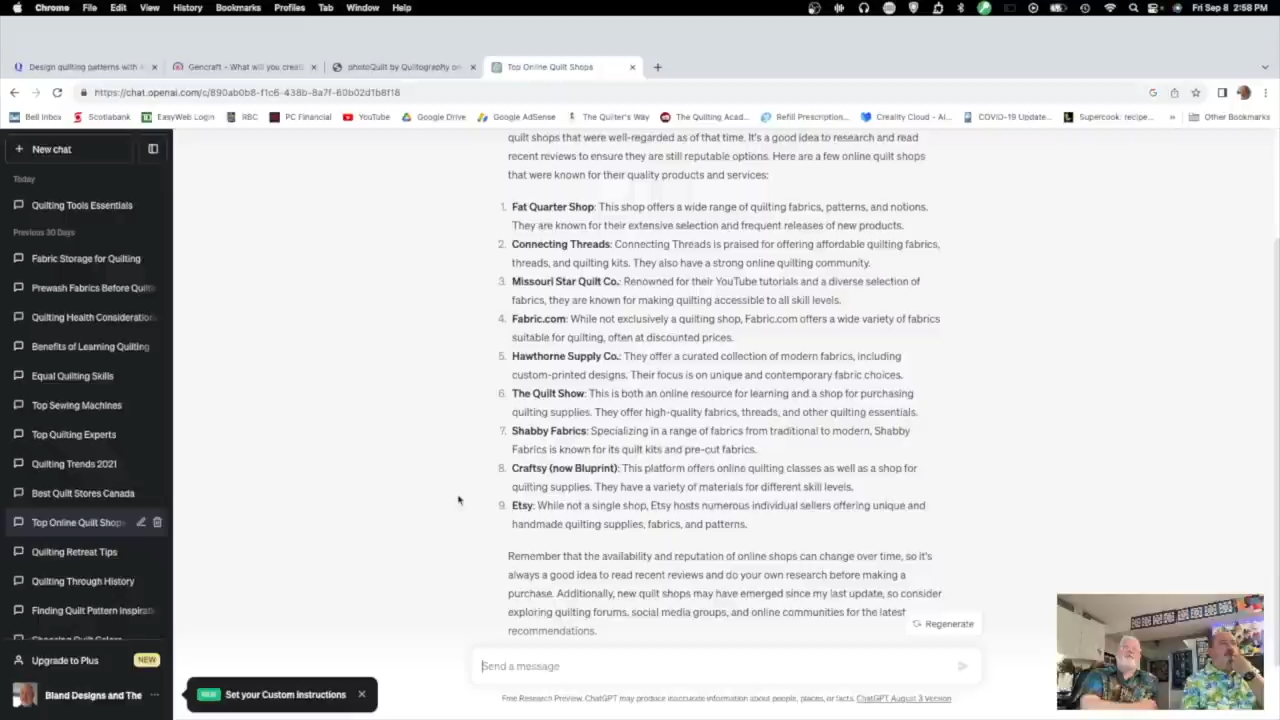 Chrome File Edit View History Bookmarks Profiles Tab Window Help
Fri Sep 8 2:58 PM
Design quilting patterns with
Gencraft - What will you creat
photoQuilt by Quiltography on
Top Online Quilt Shops
https://chat.openai.com/c/890ab0b8-f1c6-438b-8a7f-60b02d1b8f18
Bell Inbox
Scotiabank
EasyWeb Login
RBC
PC Financial
YouTube
Google Drive
Google AdSense
The Quilter's Way
The Quilting Acad...
Refill Prescription...
Creality Cloud - Al...
COVID-19 Update...
Supercook: recipe...
»
Other Bookmarks
+ New chat
Today
Quilting Tools Essentials
Previous 30 Days
Fabric Storage for Quilting
Prewash Fabrics Before Quilti
Quilting Health Consideration
Benefits of Learning Quilting
Equal Quilting Skills
Top Sewing Machines
Top Quilting Experts
Quilting Trends 2021
Best Quilt Stores Canada
Top Online Quilt Shops
Quilting Retreat Tips
Quilting Through History
Finding Quilt Pattern Inspirati
Choosing Quilt Colors
Upgrade to Plus NEW
Bland Designs and The ...
quilt shops that were well-regarded as of that time. It's a good idea to research and read
recent reviews to ensure they are still reputable options. Here are a few online quilt shops
that were known for their quality products and services:
1. Fat Quarter Shop: This shop offers a wide range of quilting fabrics, patterns, and notions.
They are known for their extensive selection and frequent releases of new products.
2. Connecting Threads: Connecting Threads is praised for offering affordable quilting fabrics,
threads, and quilting kits. They also have a strong online quilting community.
3. Missouri Star Quilt Co.: Renowned for their YouTube tutorials and a diverse selection of
fabrics, they are known for making quilting accessible to all skill levels.
4. Fabric.com: While not exclusively a quilting shop, Fabric.com offers a wide variety of fabrics
suitable for quilting, often at discounted prices.
5. Hawthorne Supply Co.: They offer a curated collection of modern fabrics, including
custom-printed designs. Their focus is on unique and contemporary fabric choices.
6. The Quilt Show: This is both an online resource for learning and a shop for purchasing
quilting supplies. They offer high-quality fabrics, threads, and other quilting essentials.
7. Shabby Fabrics: Specializing in a range of fabrics from traditional to modern, Shabby
Fabrics is known for its quilt kits and pre-cut fabrics.
8. Craftsy (now Bluprint): This platform offers online quilting classes as well as a shop for
quilting supplies. They have a variety of materials for different skill levels.
9. Etsy: While not a single shop, Etsy hosts numerous individual sellers offering unique and
handmade quilting supplies, fabrics, and patterns.
Remember that the availability and reputation of online shops can change over time, so it's
always a good idea to read recent reviews and do your own research before making a
purchase. Additionally, new quilt shops may have emerged since my last update, so consider
exploring quilting forums, social media groups, and online communities for the latest
recommendations.
Regenerate
Send a message
NEW Set your Custom instructions
Free Research Preview. ChatGPT may produce inaccurate information about people, places, or facts. ChatGPT August 3 Version